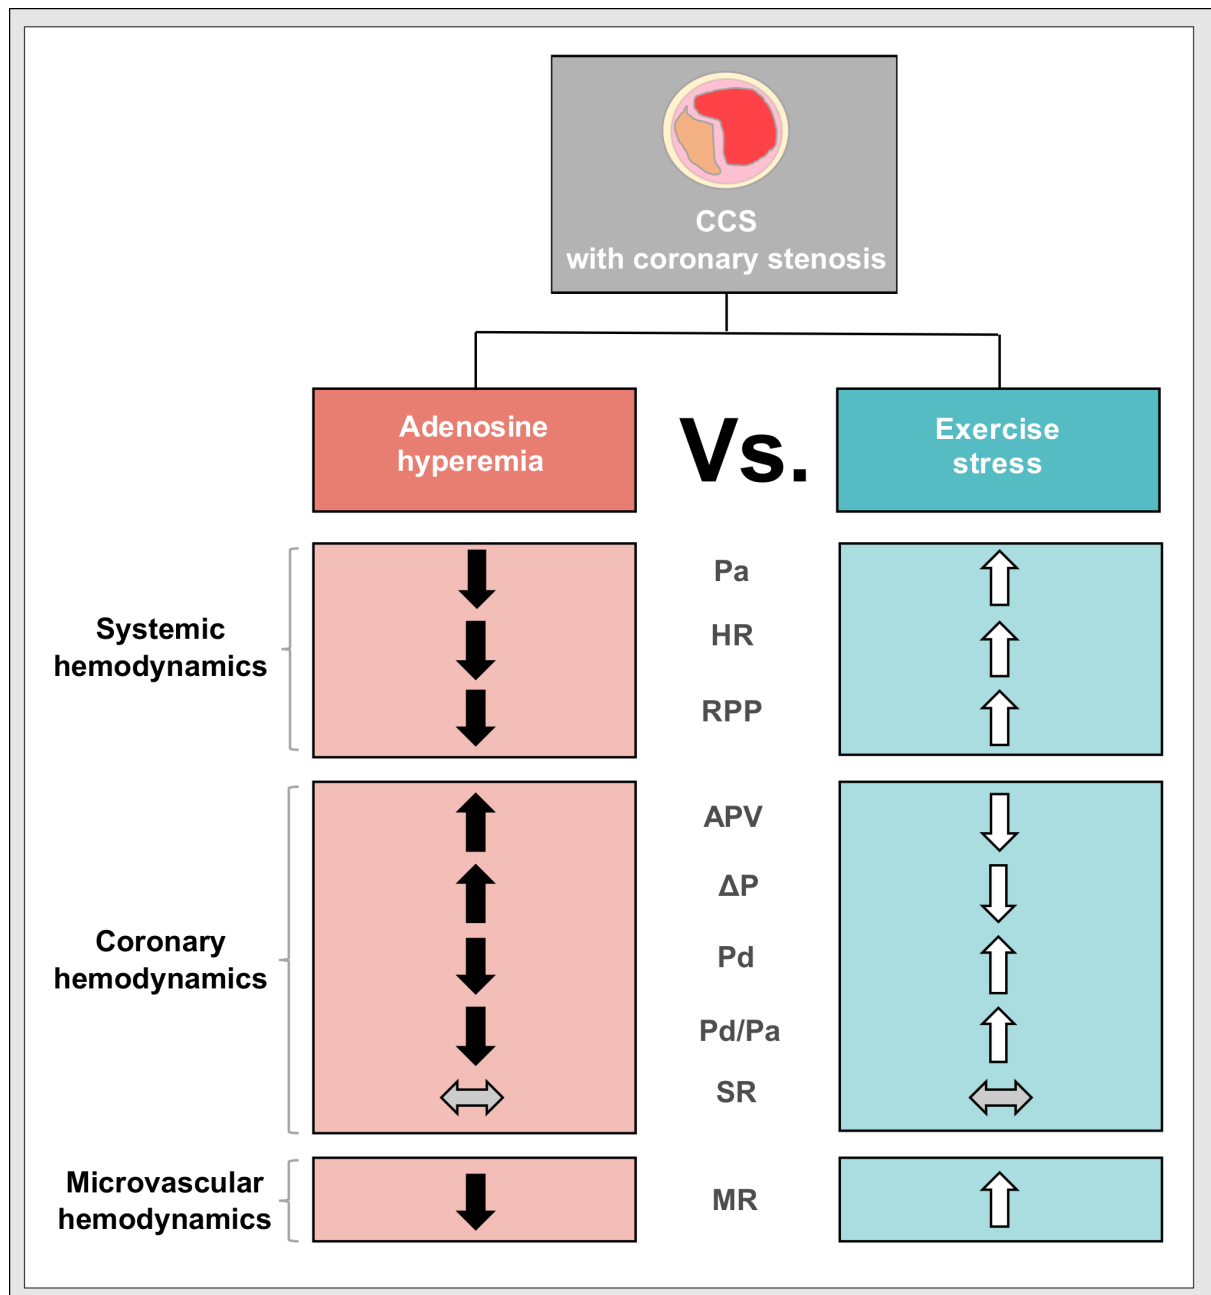 CCS
with coronary stenosis
Adenosine
hyperemia
Vs.
Exercise
stress
Systemic
hemodynamics
Pa
HR
RPP
Coronary
hemodynamics
APV
ΔP
Pd
Pd/Pa
SR
Microvascular
hemodynamics
MR